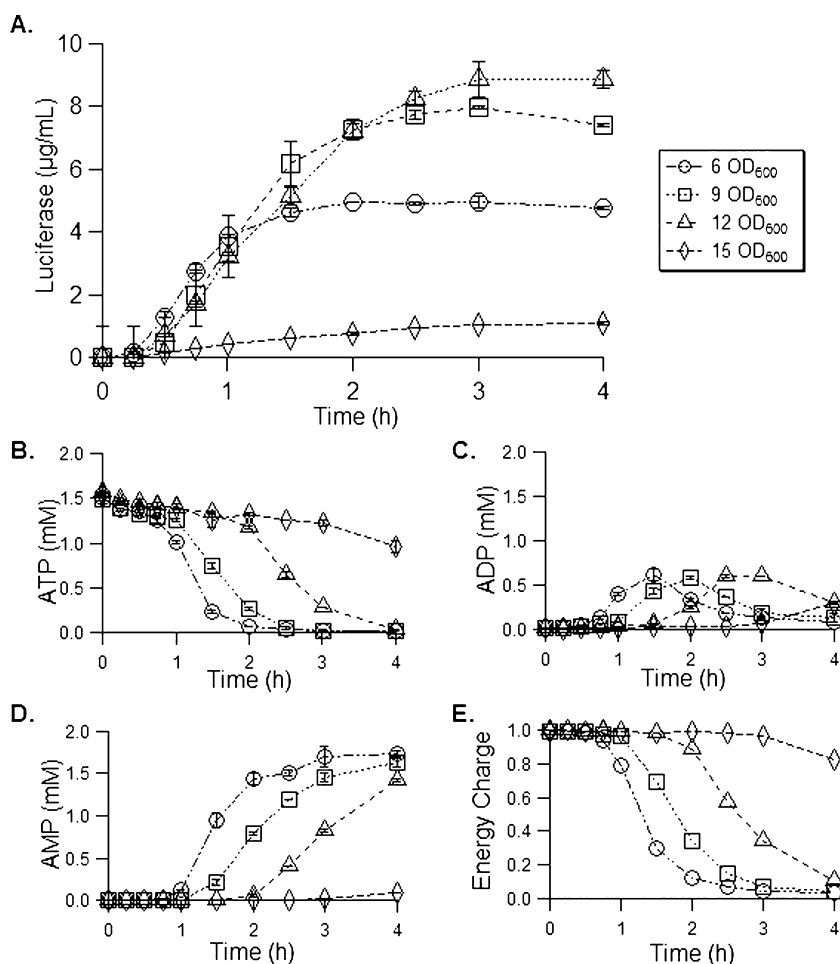 A.
Luciferase (µg/mL)
10
8
6
4
2
0
0 1 2 3 4
Time (h)
6 OD600
9 OD600
12 OD600
15 OD600
B.
ATP (mM)
2.0
1.5
1.0
0.5
0.0
0 1 2 3 4
Time (h)
C.
ADP (mM)
2.0
1.5
1.0
0.5
0.0
0 1 2 3 4
Time (h)
D.
AMP (mM)
2.0
1.5
1.0
0.5
0.0
0 1 2 3 4
Time (h)
E.
Energy Charge
1.0
0.8
0.6
0.4
0.2
0.0
0 1 2 3 4
Time (h)